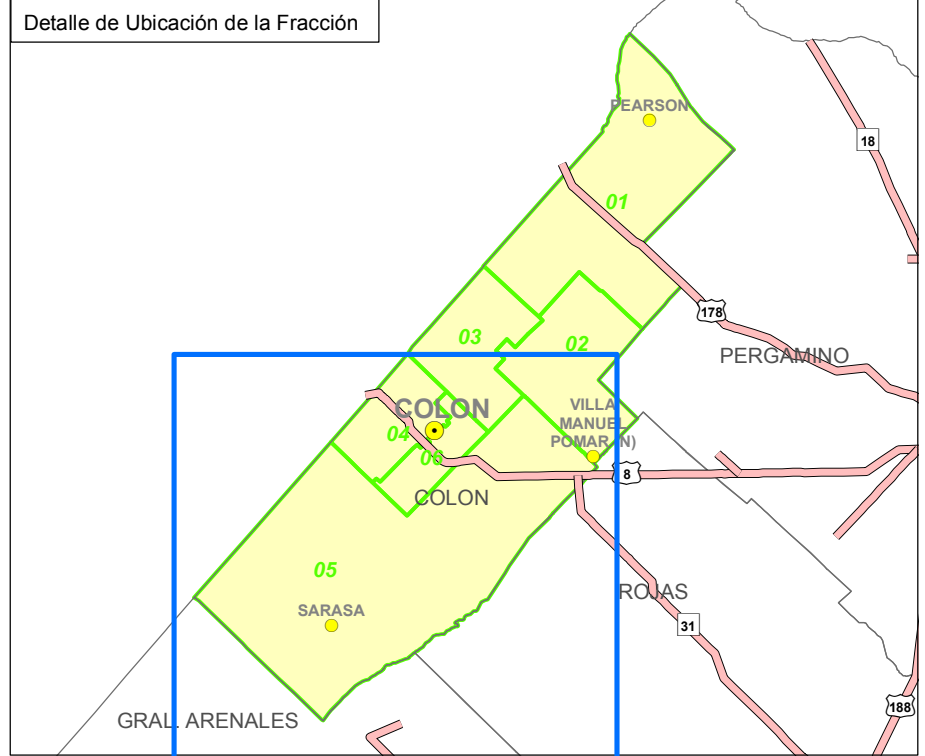 Detalle de Ubicación de la Fracción
PEARSON
18
01
178
03
02
PERGAMINO
COLON
VILLA
MANUEL
POMAR N)
04
06
8
COLON
05
ROJAS
SARASA
31
188
GRAL. ARENALES